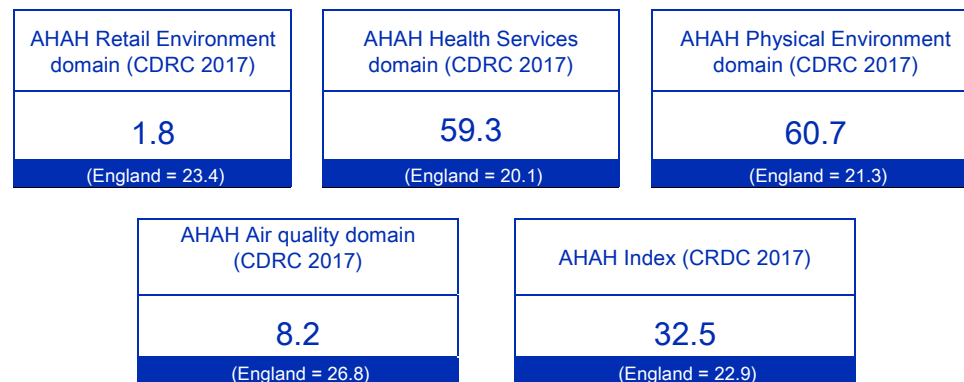 AHAH Retail Environment
domain (CDRC 2017)
1.8
(England = 23.4)
AHAH Health Services
domain (CDRC 2017)
59.3
(England = 20.1)
AHAH Physical Environment
domain (CDRC 2017)
60.7
(England = 21.3)
AHAH Air quality domain
(CDRC 2017)
8.2
(England = 26.8)
AHAH Index (CRDC 2017)
32.5
(England = 22.9)